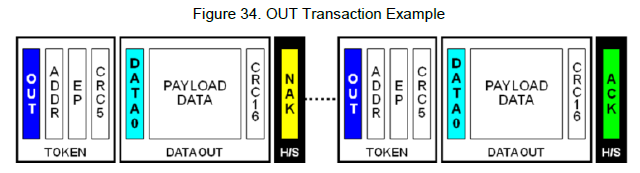 Figure 34. OUT Transaction Example
OUT
ADDR
EP
CRC5
TOKEN
DATA0
PAYLOAD
DATA
CRC16
DATA OUT
NAK
H/S
OUT
ADDR
EP
CRC5
TOKEN
DATA0
PAYLOAD
DATA
CRC16
DATA OUT
ACK
H/S